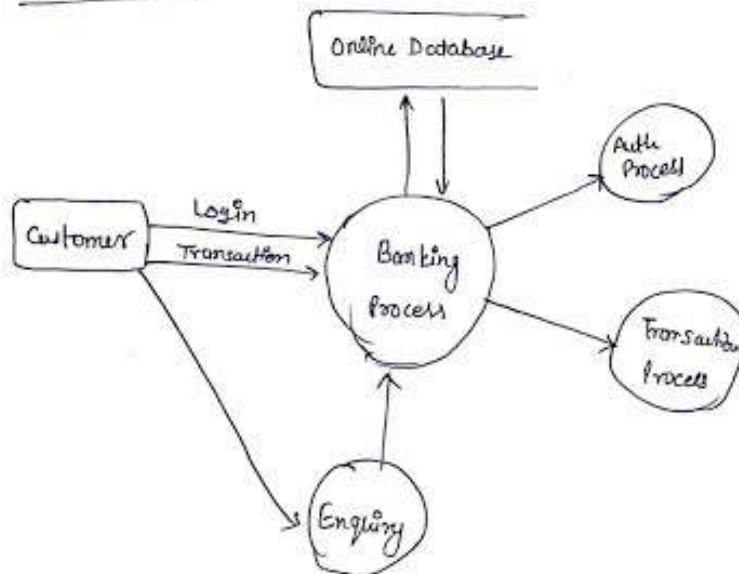 Online Database
Auth
Process
Customer
Login
Transaction
Banking
Process
Transaction
Process
Enquiry